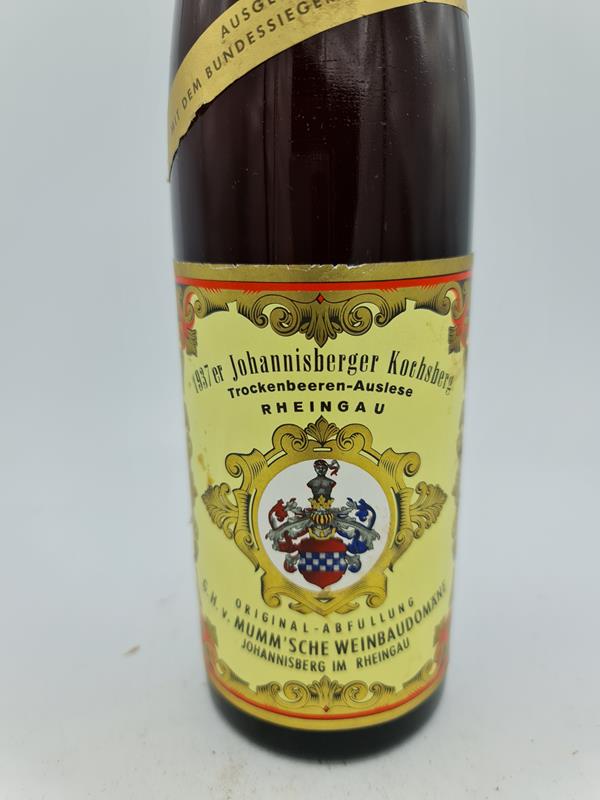 AUSGE
MIT DEM BUNDESSIEGER
1937er Johannisberger Kochsberg
Trockenbeeren-Auslese
RHEINGAU
ORIGINAL-ABFÜLLUNG
G. H. v. MUMM'SCHE WEINBAUDOMÄNE
JOHANNISBERG IM RHEINGAU